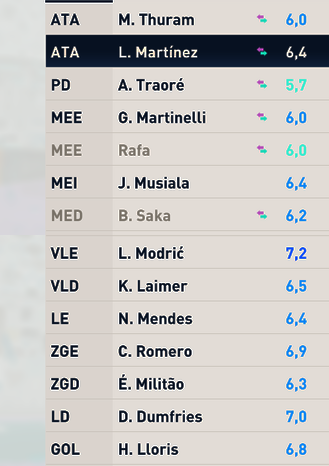 ATA M. Thuram 6,0
ATA L. Martínez 6,4
PD A. Traoré 5,7
MEE G. Martinelli 6,0
MEE Rafa 6,0
MEI J. Musiala 6,4
MED B. Saka 6,2
VLE L. Modrić 7,2
VLD K. Laimer 6,5
LE N. Mendes 6,4
ZGE C. Romero 6,9
ZGD É. Militão 6,3
LD D. Dumfries 7,0
GOL H. Lloris 6,8